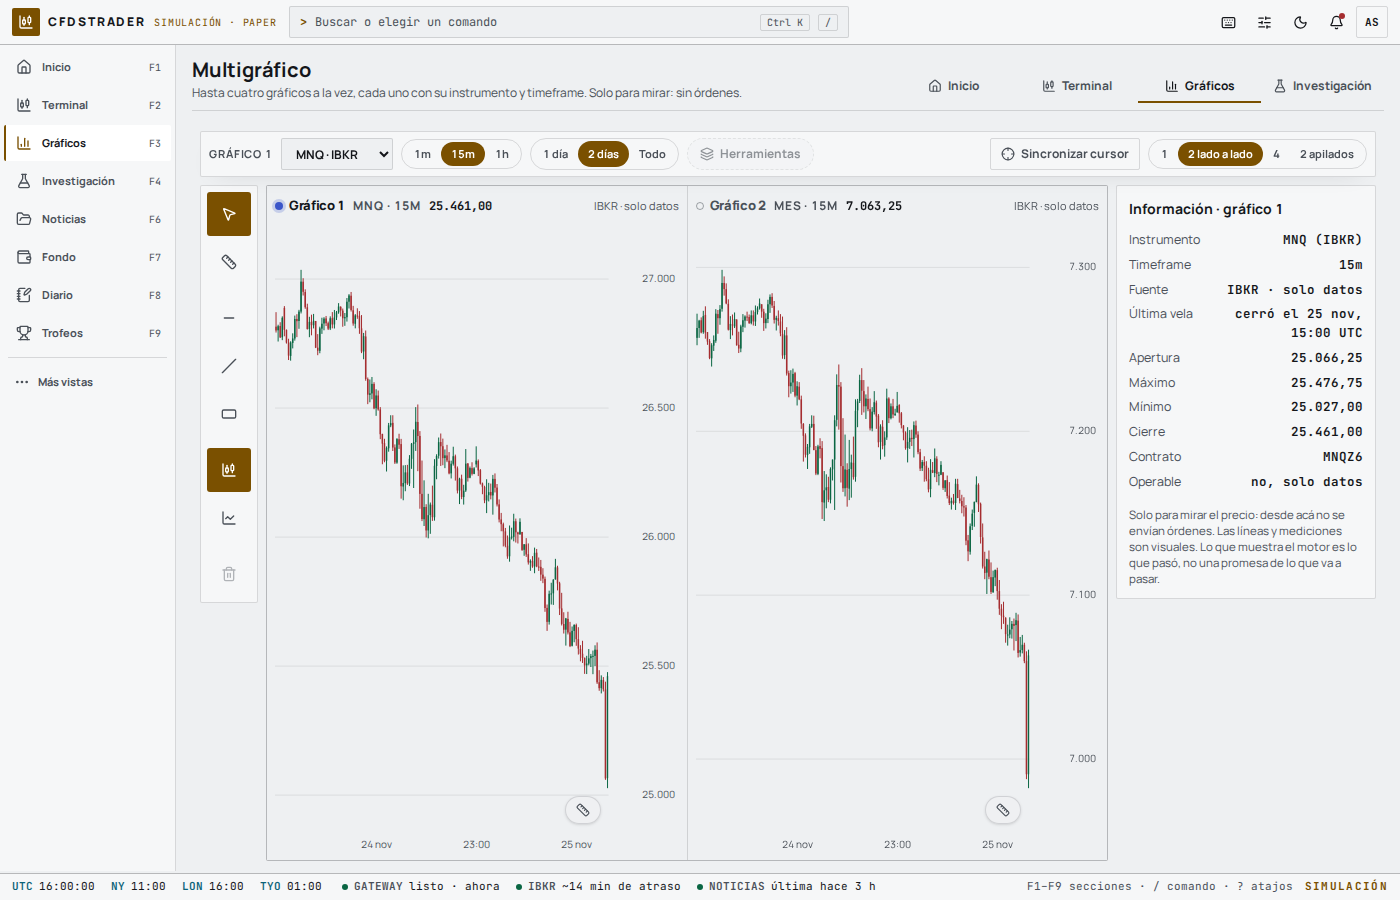 CFDSTRADER SIMULACIÓN · PAPER
> Buscar o elegir un comando Ctrl K /
AS
Inicio F1
Terminal F2
Gráficos F3
Investigación F4
Noticias F6
Fondo F7
Diario F8
Trofeos F9
Más vistas
Multigráfico
Hasta cuatro gráficos a la vez, cada uno con su instrumento y timeframe. Solo para mirar: sin órdenes.
Inicio Terminal Gráficos Investigación
GRÁFICO 1 MNQ·IBKR 1m 15m 1h 1 día 2 días Todo Herramientas Sincronizar cursor 1 2 lado a lado 4 2 apilados
Gráfico 1 MNQ · 15M 25.461,00 IBKR · solo datos
27.000
26.500
26.000
25.500
25.000
24 nov 23:00 25 nov
Gráfico 2 MES · 15M 7.063,25 IBKR · solo datos
7.300
7.200
7.100
7.000
24 nov 23:00 25 nov
Información · gráfico 1
Instrumento MNQ (IBKR)
Timeframe 15m
Fuente IBKR · solo datos
Última vela cerró el 25 nov,
15:00 UTC
Apertura 25.066,25
Máximo 25.476,75
Mínimo 25.027,00
Cierre 25.461,00
Contrato MNQZ6
Operable no, solo datos
Solo para mirar el precio: desde acá no se
envían órdenes. Las líneas y mediciones
son visuales. Lo que muestra el motor es lo
que pasó, no una promesa de lo que va a
pasar.
UTC 16:00:00 NY 11:00 LON 16:00 TYO 01:00 GATEWAY listo · ahora IBKR ~14 min de atraso NOTICIAS última hace 3 h F1–F9 secciones · / comando · ? atajos SIMULACIÓN